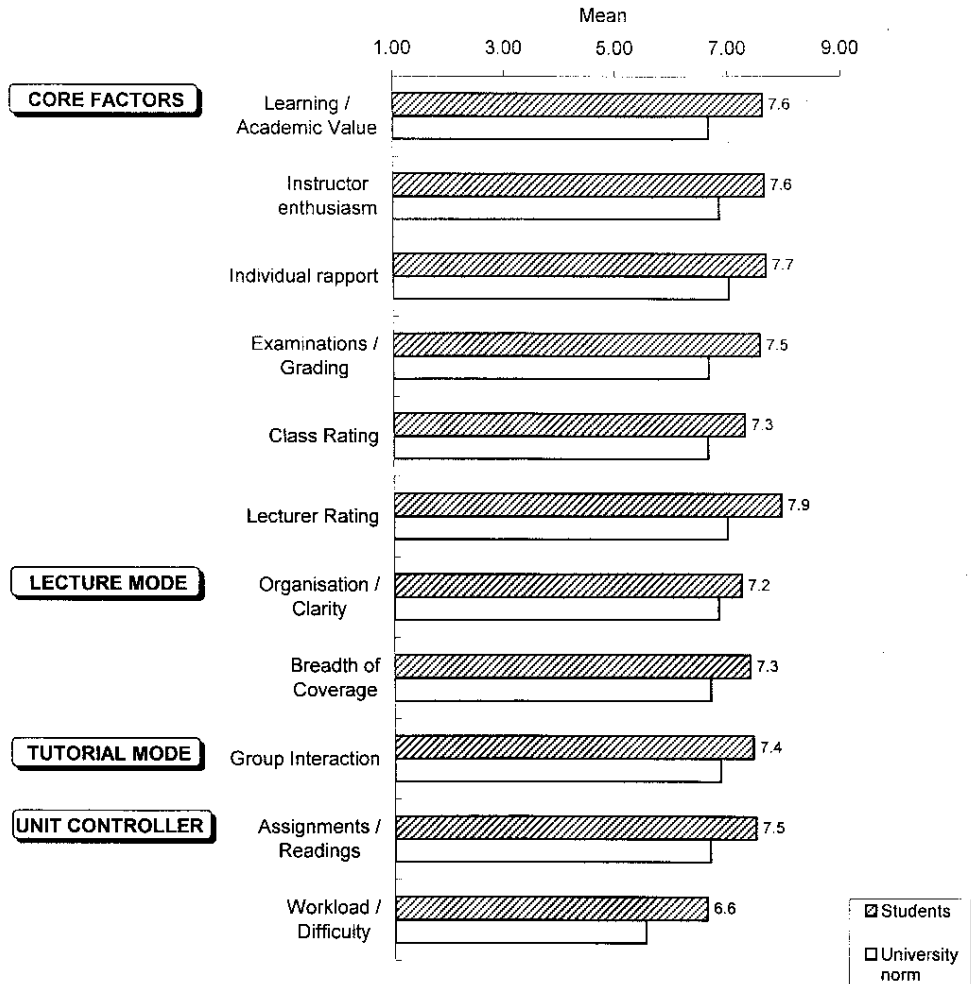 Mean
1.00 3.00 5.00 7.00 9.00
CORE FACTORS
Learning /
Academic Value
7.6
Instructor
enthusiasm
7.6
Individual rapport
7.7
Examinations /
Grading
7.5
Class Rating
7.3
Lecturer Rating
7.9
LECTURE MODE
Organisation /
Clarity
7.2
Breadth of
Coverage
7.3
TUTORIAL MODE
Group Interaction
7.4
UNIT CONTROLLER
Assignments /
Readings
7.5
Workload /
Difficulty
6.6
Students
University
norm